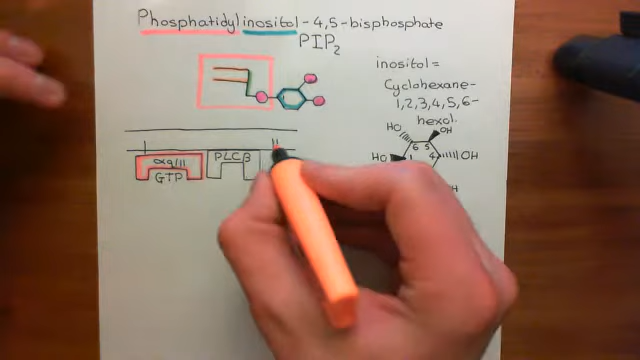 Phosphatidylinositol-4,5-bisphosphate
PIP2
inositol=
Cyclohexane-
1,2,3,4,5,6-
hexol.
HO
OH
6 5
HO 1 4 OH
H
αq/11
GTP
PLCβ